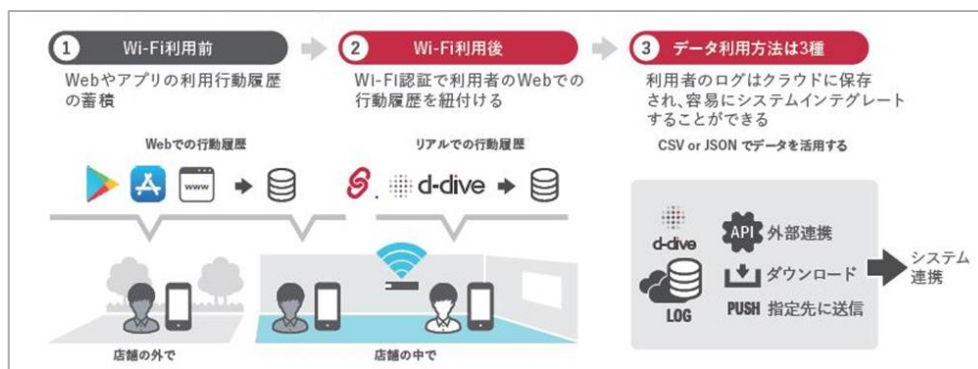 1 Wi-Fi利用前
Webやアプリの利用行動履歴
の蓄積
Webでの行動履歴
www
店舗の外で
2 Wi-Fi利用後
Wi-Fi認証で利用者のWebでの
行動履歴を紐付ける
リアルでの行動履歴
d-dive
店舗の中で
3 データ利用方法は3種
利用者のログはクラウドに保存
され、容易にシステムインテグレート
することができる
CSV or JSON でデータを活用する
d-dive
LOG
API 外部連携
ダウンロード
PUSH 指定先に送信
システム
連携